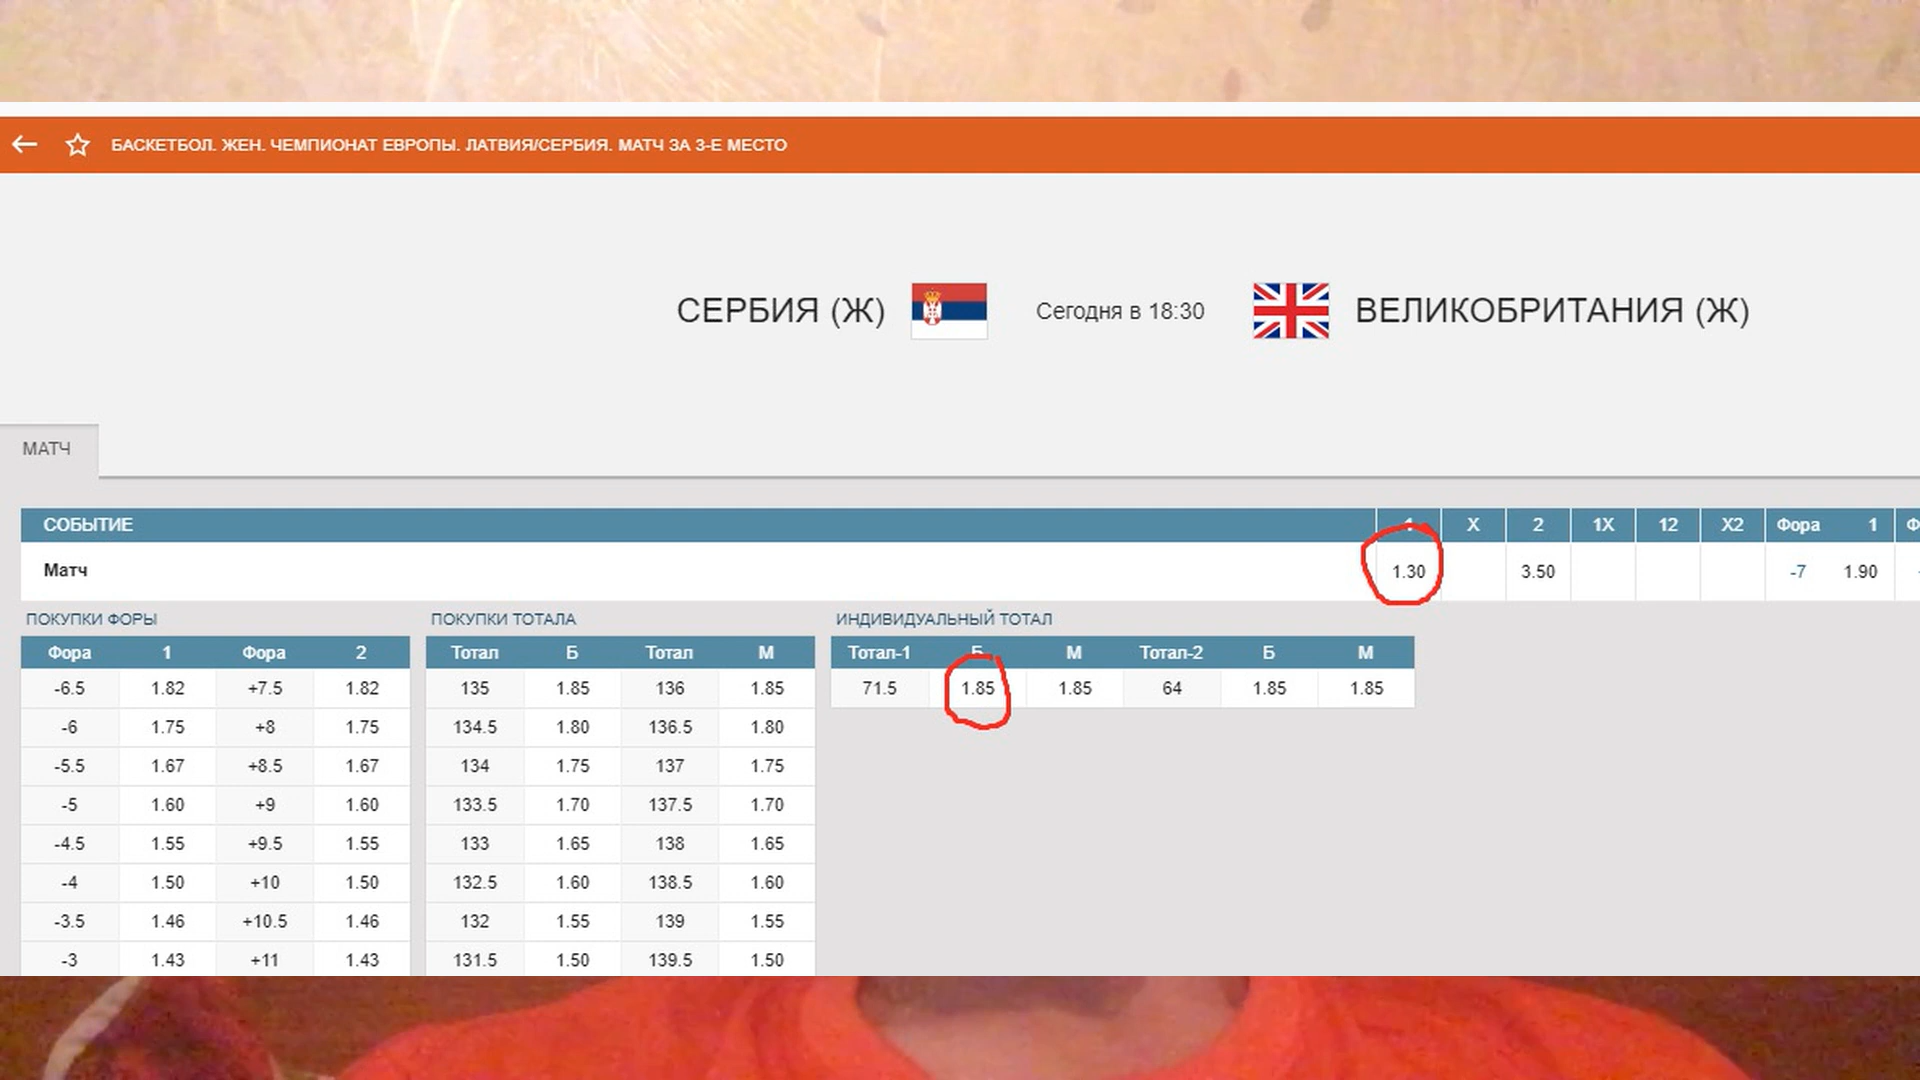 БАСКЕТБОЛ. ЖЕН. ЧЕМПИОНАТ ЕВРОПЫ. ЛАТВИЯ/СЕРБИЯ. МАТЧ ЗА 3-Е МЕСТО
СЕРБИЯ (Ж) Сегодня в 18:30 ВЕЛИКОБРИТАНИЯ (Ж)
МАТЧ
СОБЫТИЕ 1 X 2 1X 12 X2 Фора 1
Матч 1.30 3.50 -7 1.90
ПОКУПКИ ФОРЫ ПОКУПКИ ТОТАЛА ИНДИВИДУАЛЬНЫЙ ТОТАЛ
Фора 1 Фора 2 Тотал Б Тотал М Тотал-1 Б М Тотал-2 Б М
-6.5 1.82 +7.5 1.82 135 1.85 136 1.85 71.5 1.85 1.85 64 1.85 1.85
-6 1.75 +8 1.75 134.5 1.80 136.5 1.80
-5.5 1.67 +8.5 1.67 134 1.75 137 1.75
-5 1.60 +9 1.60 133.5 1.70 137.5 1.70
-4.5 1.55 +9.5 1.55 133 1.65 138 1.65
-4 1.50 +10 1.50 132.5 1.60 138.5 1.60
-3.5 1.46 +10.5 1.46 132 1.55 139 1.55
-3 1.43 +11 1.43 131.5 1.50 139.5 1.50